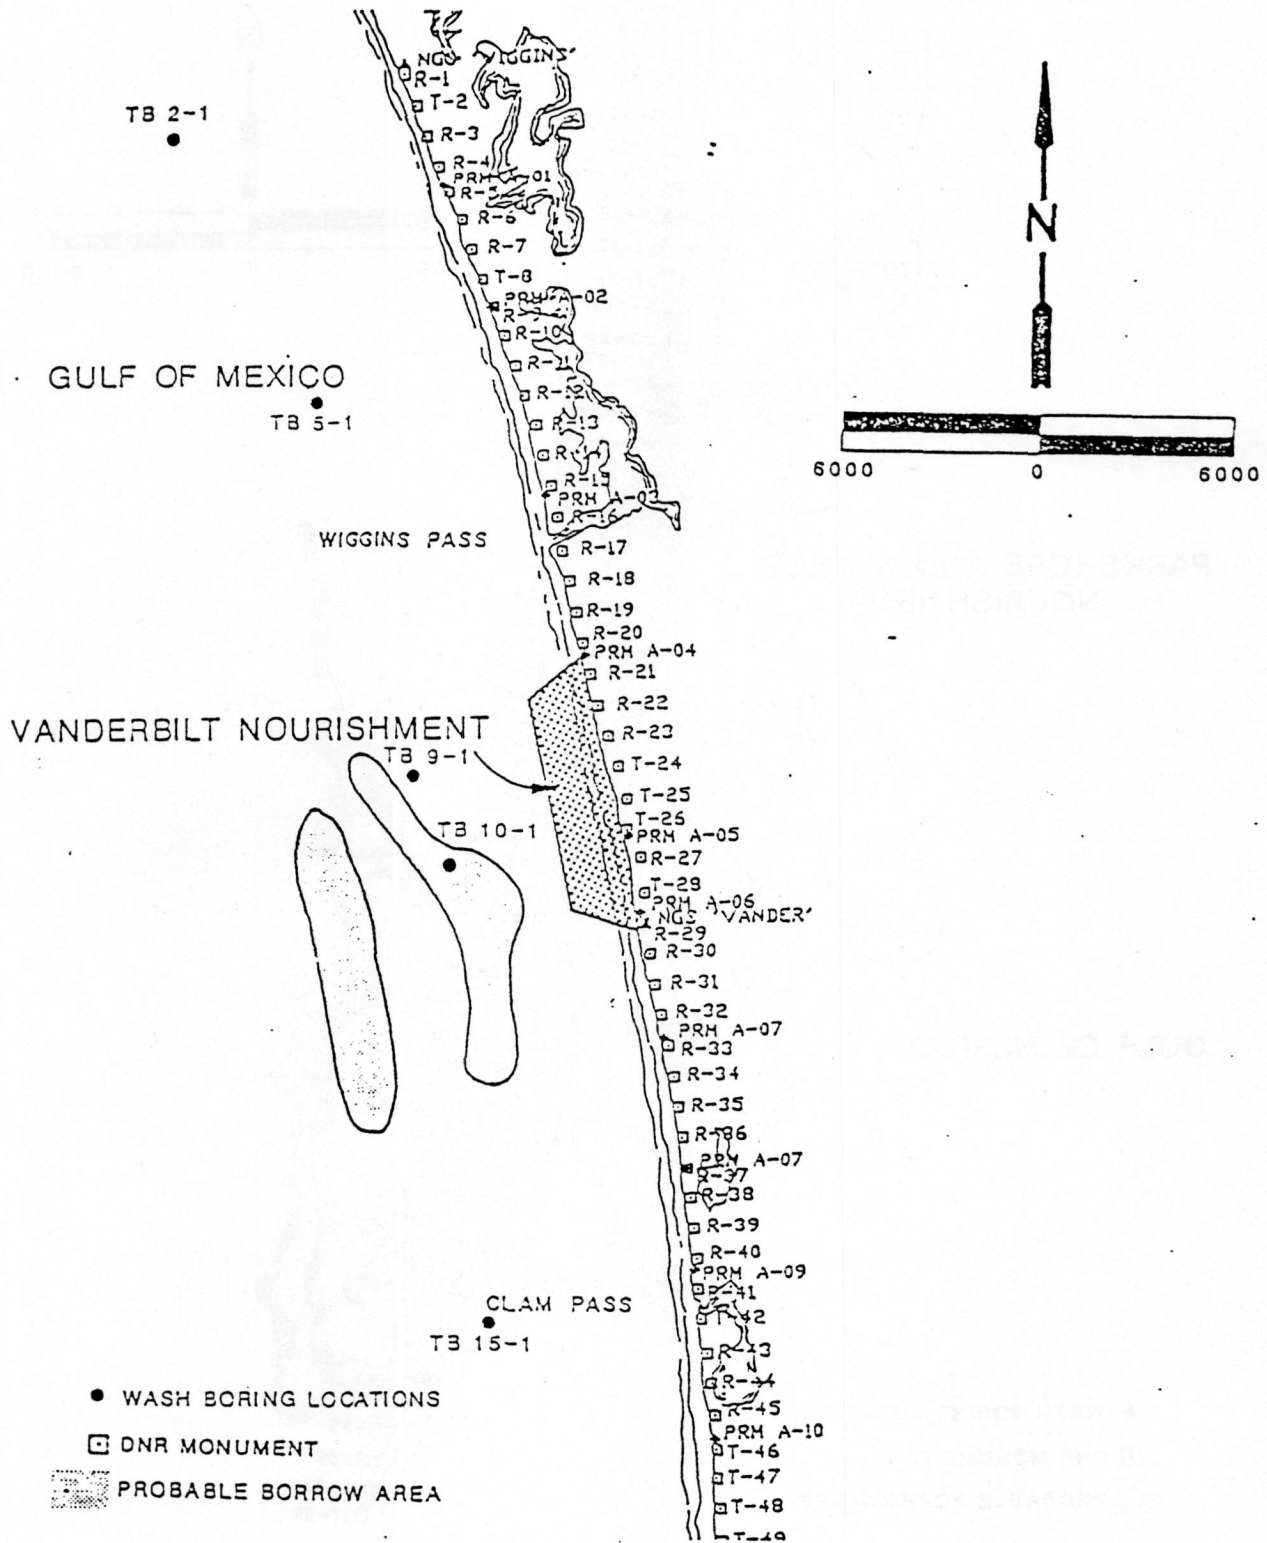 NGS WIGGINS'
R-1
T-2
TB 2-1
R-3
R-4
PRM
R-5
R-6
N
R-7
T-8
PRM A-02
R-10
GULF OF MEXICO
TB 5-1
R-11
R-12
R-13
6000 0 6000
R-15
PRM A-03
R-16
WIGGINS PASS
R-17
R-18
R-19
R-20
PRM A-04
R-21
R-22
VANDERBILT NOURISHMENT
R-23
TB 9-1
T-24
T-25
T-26
TB 10-1
PRM A-05
R-27
T-28
PRM A-06
NGS 'VANDER'
R-29
R-30
R-31
R-32
PRM A-07
R-33
R-34
R-35
R-36
PRM A-07
R-37
R-38
R-39
R-40
PRM A-09
R-41
CLAM PASS
T-42
TB 15-1
R-43
R-44
WASH BORING LOCATIONS
R-45
PRM A-10
DNR MONUMENT
T-46
T-47
PROBABLE BORROW AREA
T-48
T-49